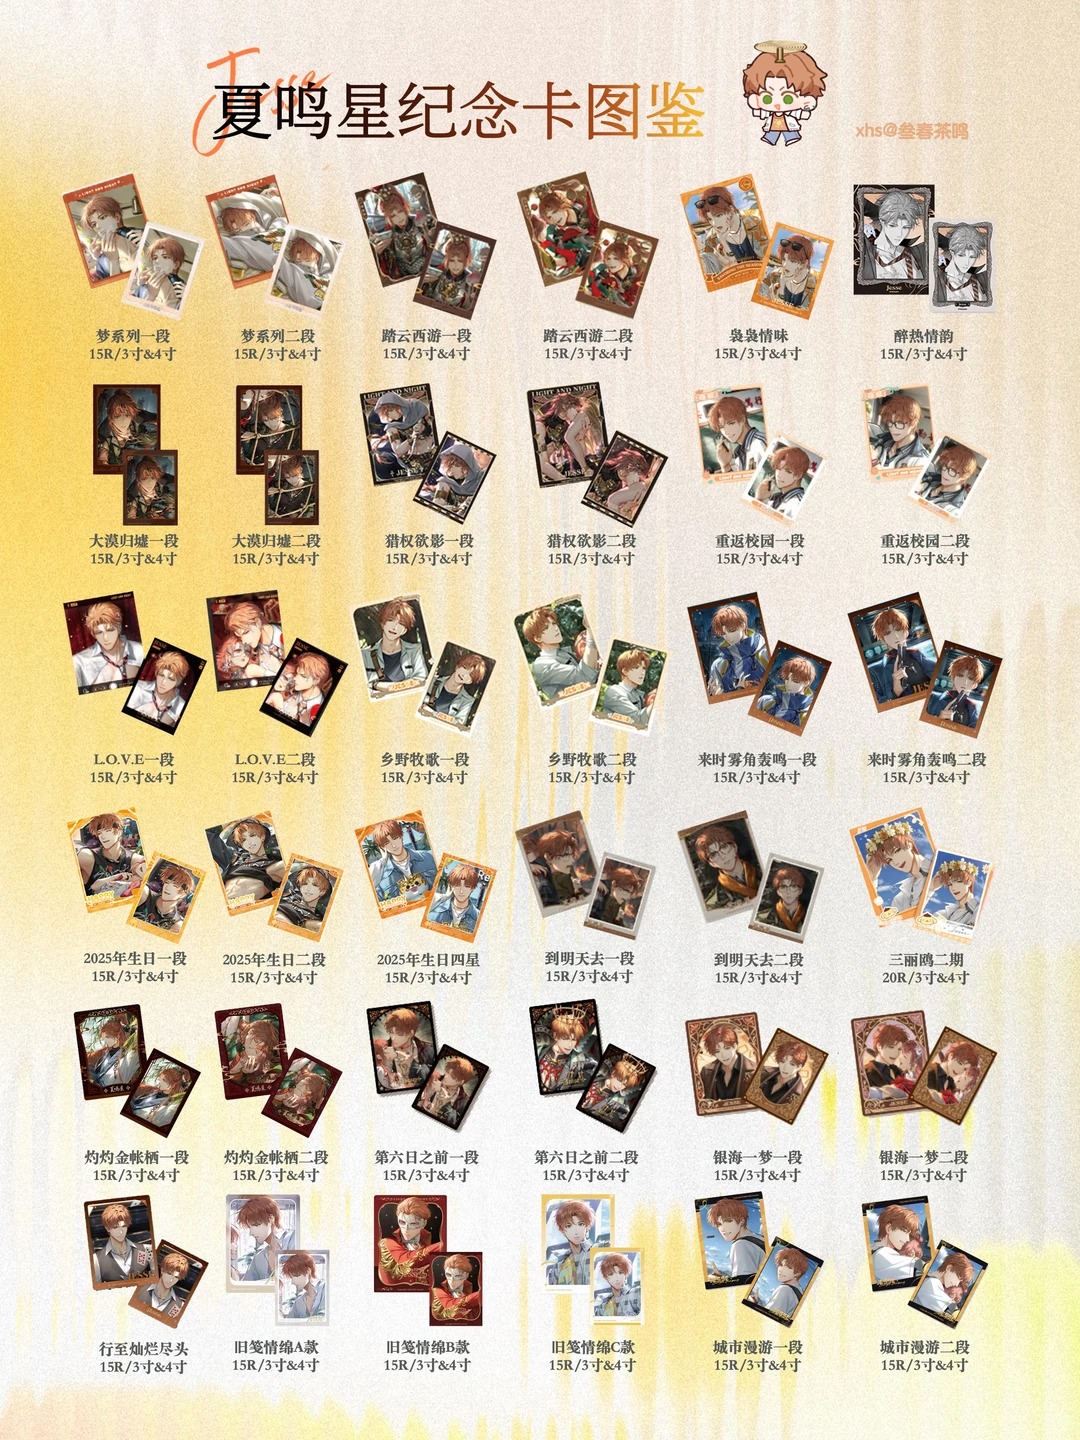 Jesse
夏鸣星纪念卡图鉴
xhs@叁春茶鸣
梦系列一段
15R/3寸&4寸
梦系列二段
15R/3寸&4寸
踏云西游一段
15R/3寸&4寸
踏云西游二段
15R/3寸&4寸
袅袅情味
15R/3寸&4寸
醉热情韵
15R/3寸&4寸
大漠归墟一段
15R/3寸&4寸
大漠归墟二段
15R/3寸&4寸
猎权欲影一段
15R/3寸&4寸
猎权欲影二段
15R/3寸&4寸
重返校园一段
15R/3寸&4寸
重返校园二段
15R/3寸&4寸
L.O.V.E一段
15R/3寸&4寸
L.O.V.E二段
15R/3寸&4寸
乡野牧歌一段
15R/3寸&4寸
乡野牧歌二段
15R/3寸&4寸
来时雾角轰鸣一段
15R/3寸&4寸
来时雾角轰鸣二段
15R/3寸&4寸
2025年生日一段
15R/3寸&4寸
2025年生日二段
15R/3寸&4寸
2025年生日四星
15R/3寸&4寸
到明天去一段
15R/3寸&4寸
到明天去二段
15R/3寸&4寸
三丽鸥二期
20R/3寸&4寸
灼灼金帐栖一段
15R/3寸&4寸
灼灼金帐栖二段
15R/3寸&4寸
第六日之前一段
15R/3寸&4寸
第六日之前二段
15R/3寸&4寸
银海一梦一段
15R/3寸&4寸
银海一梦二段
15R/3寸&4寸
行至灿烂尽头
15R/3寸&4寸
旧笺情绵A款
15R/3寸&4寸
旧笺情绵B款
15R/3寸&4寸
旧笺情绵C款
15R/3寸&4寸
城市漫游一段
15R/3寸&4寸
城市漫游二段
15R/3寸&4寸